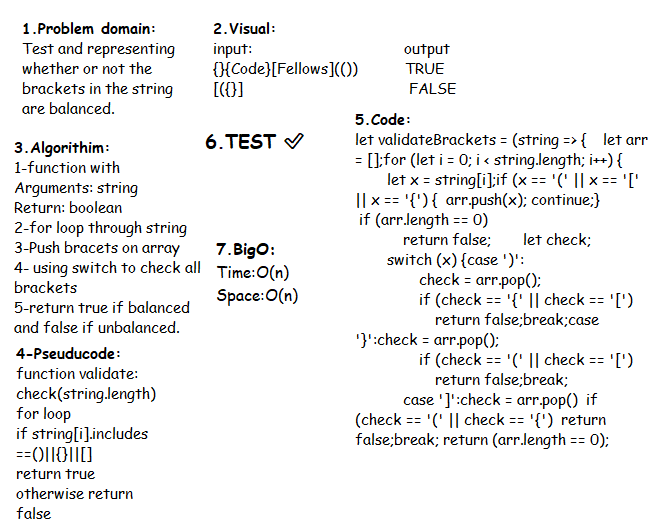 1.Problem domain:
Test and representing
whether or not the
brackets in the string
are balanced.
2.Visual:
input: output
{}{Code}[Fellows](()) TRUE
[({}] FALSE
3.Algorithim:
1-function with
Arguments: string
Return: boolean
2-for loop through string
3-Push bracets on array
4- using switch to check all
brackets
5-return true if balanced
and false if unbalanced.
4-Pseuducode:
function validate:
check(string.length)
for loop
if string[i].includes
==()||{}||[]
return true
otherwise return
false
6.TEST ✓
7.BigO:
Time:O(n)
Space:O(n)
5.Code:
let validateBrackets = (string => { let arr
= [];for (let i = 0; i < string.length; i++) {
let x = string[i];if (x == '(' || x == '['
|| x == '{') { arr.push(x); continue;}
if (arr.length == 0)
return false; let check;
switch (x) {case ')':
check = arr.pop();
if (check == '{' || check == '[')
return false;break;case
'}':check = arr.pop();
if (check == '(' || check == '[')
return false;break;
case ']':check = arr.pop() if
(check == '(' || check == '{') return
false;break; return (arr.length == 0);